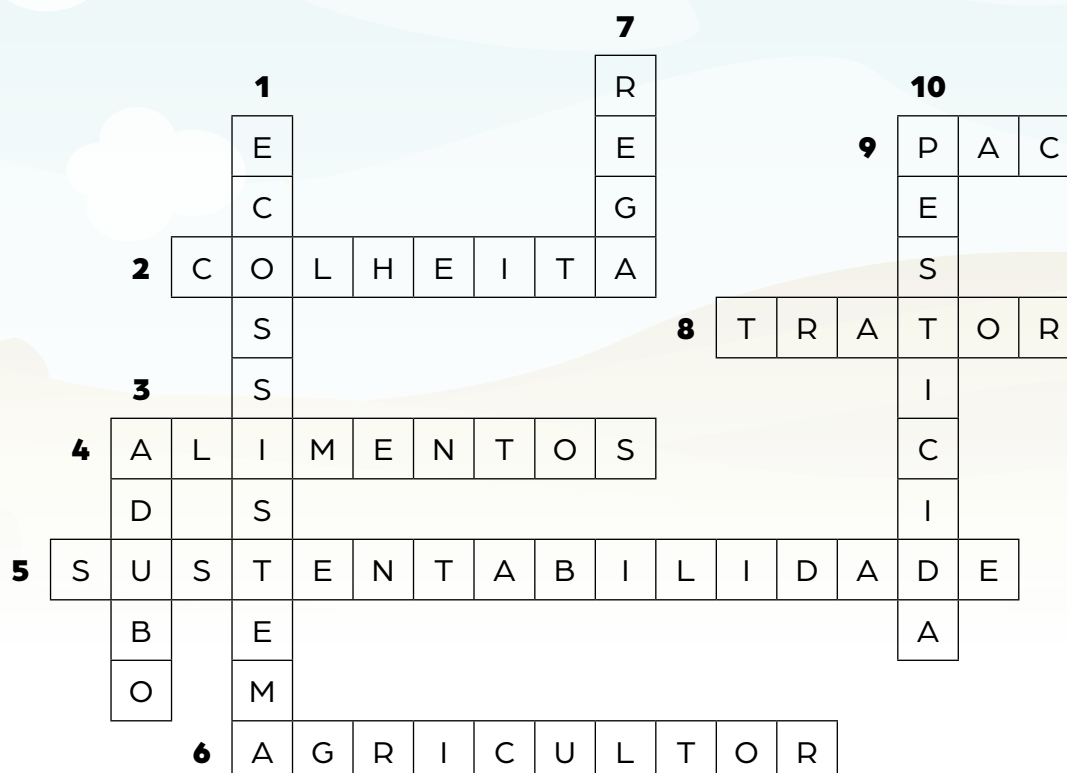 7
1 R 10
E E 9 P A C
C G E
2 C O L H E I T A S
S 8 T R A T O R
3 S I
4 A L I M E N T O S C
D S I
5 S U S T E N T A B I L I D A D E
B E A
O M
6 A G R I C U L T O R